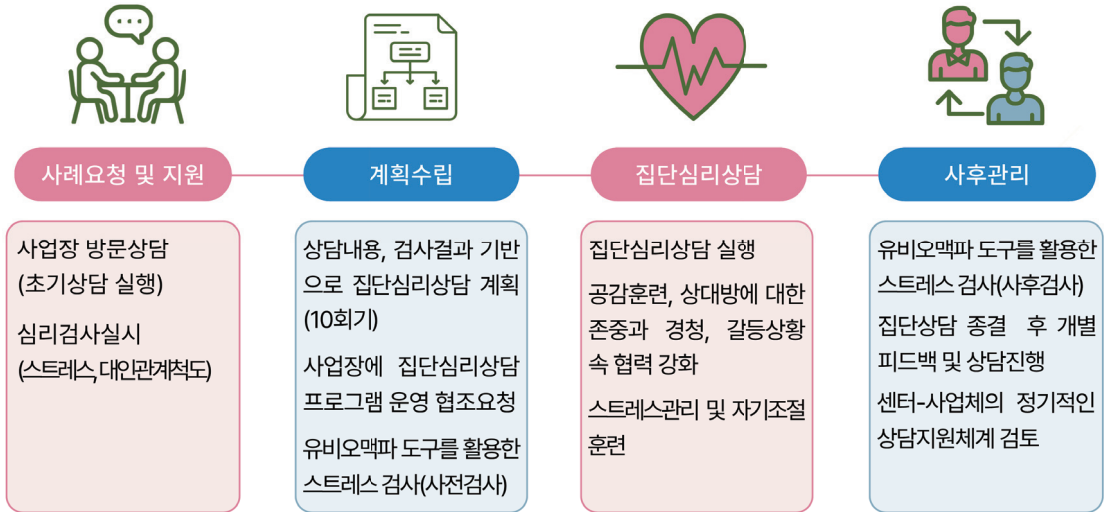 사례요청 및 지원
사업장 방문상담
(초기상담 실행)
심리검사실시
(스트레스, 대인관계척도)
계획수립
상담내용, 검사결과 기반
으로 집단심리상담 계획
(10회기)
사업장에 집단심리상담
프로그램 운영 협조요청
유비오맥파 도구를 활용한
스트레스 검사(사전검사)
집단심리상담
집단심리상담 실행
공감훈련, 상대방에 대한
존중과 경청, 갈등상황
속 협력 강화
스트레스관리 및 자기조절
훈련
사후관리
유비오맥파 도구를 활용한
스트레스 검사(사후검사)
집단상담 종결 후 개별
피드백 및 상담진행
센터-사업체의 정기적인
상담지원체계 검토